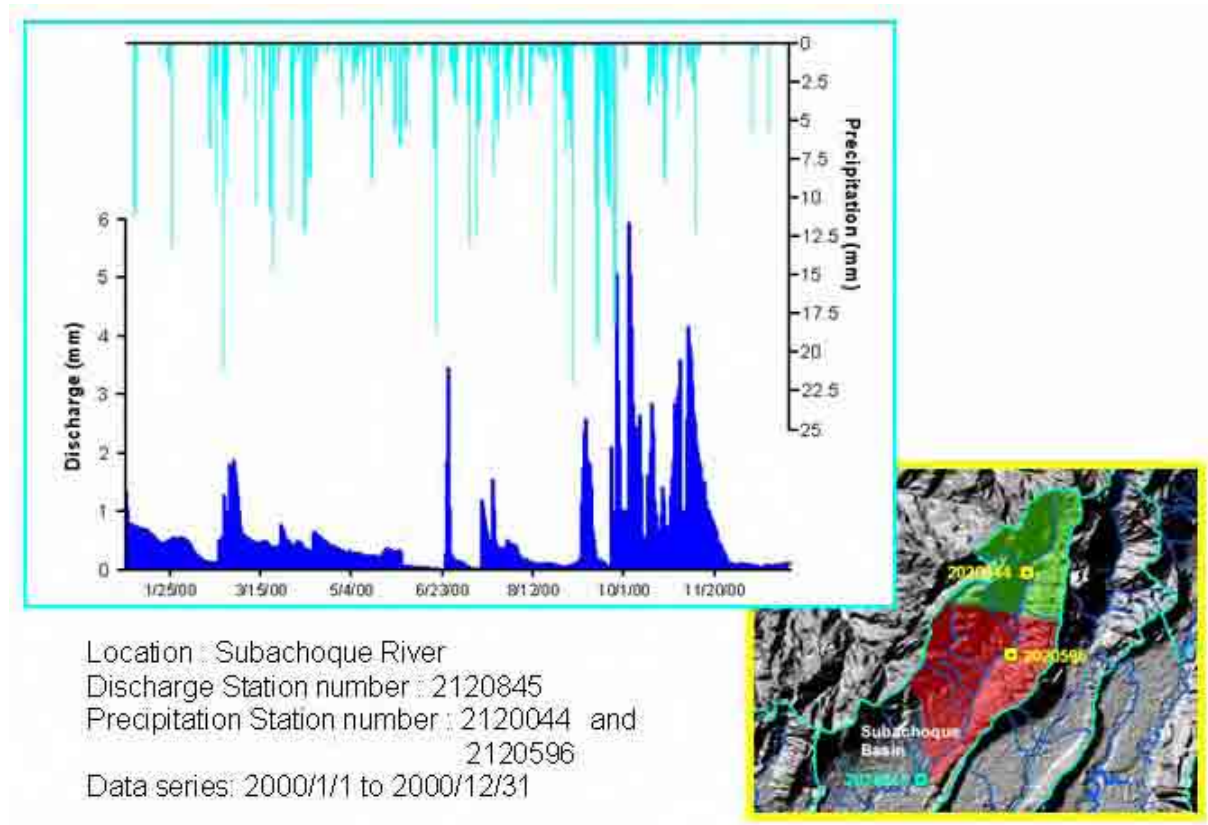 0
2.5
5
7.5
10
12.5
15
17.5
20
22.5
25
Precipitation (mm)
6
5
4
3
2
1
0
Discharge (mm)
1/25/00 3/15/00 5/4/00 6/23/00 8/12/00 10/1/00 11/20/00
Location : Subachoque River
Discharge Station number : 2120845
Precipitation Station number : 2120044 and
2120596
Data series: 2000/1/1 to 2000/12/31
2020596
Subachoque
Basin